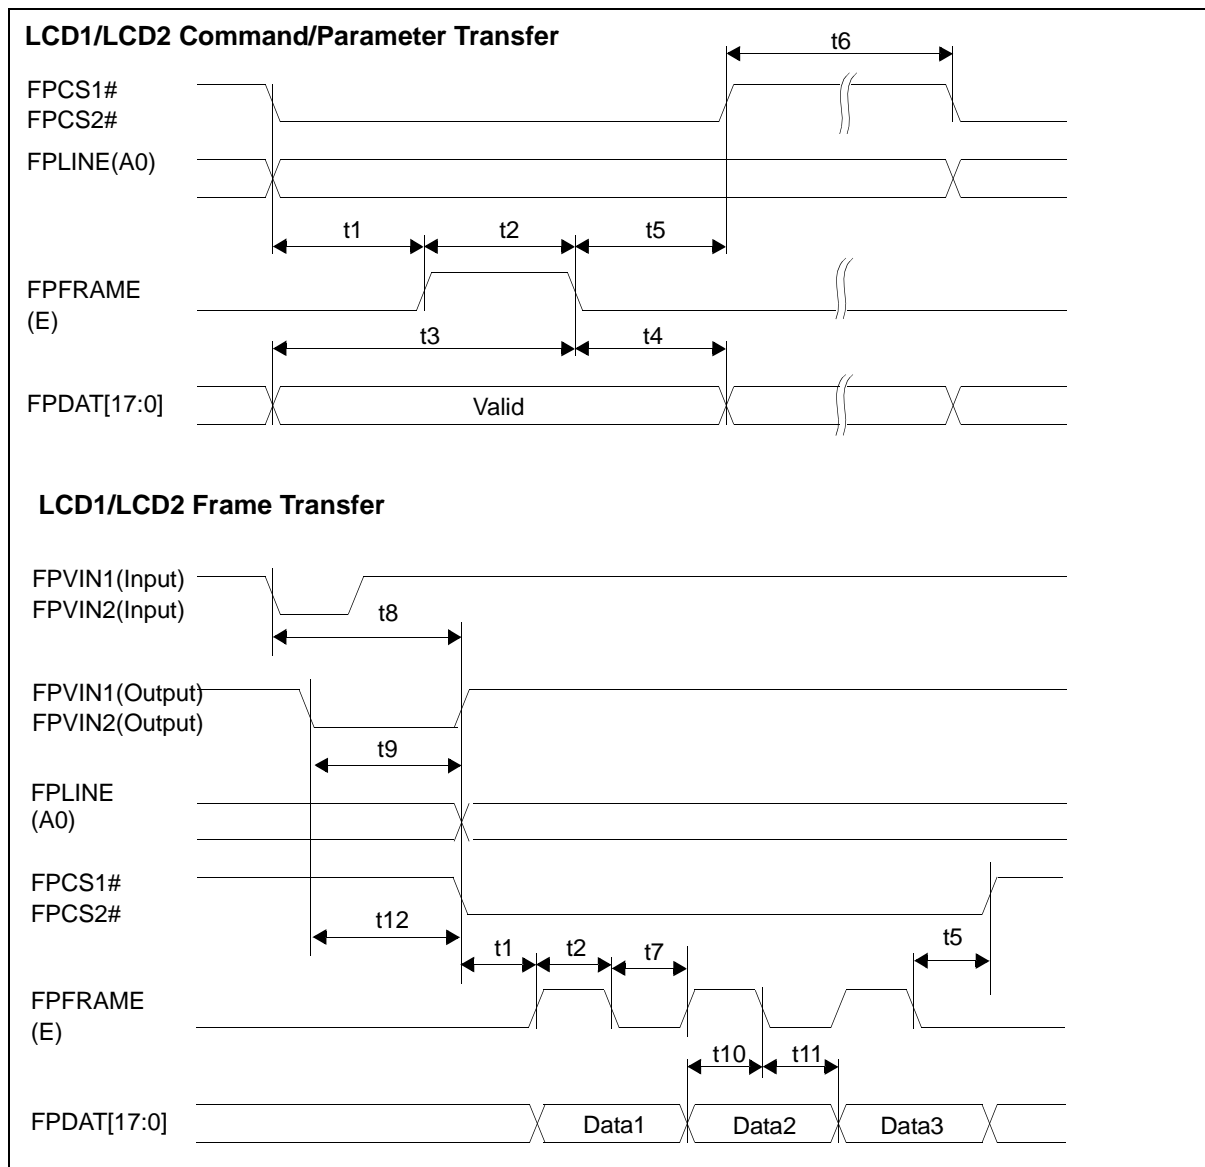 LCD1/LCD2 Command/Parameter Transfer
t6
FPCS1#
FPCS2#
FPLINE(A0)
t1 t2 t5
FPFRAME
(E)
t3 t4
FPDAT[17:0] Valid
LCD1/LCD2 Frame Transfer
FPVIN1(Input)
FPVIN2(Input)
t8
FPVIN1(Output)
FPVIN2(Output)
t9
FPLINE
(A0)
FPCS1#
FPCS2#
t12
t1 t2 t7 t5
FPFRAME
(E)
t10 t11
FPDAT[17:0] Data1 Data2 Data3